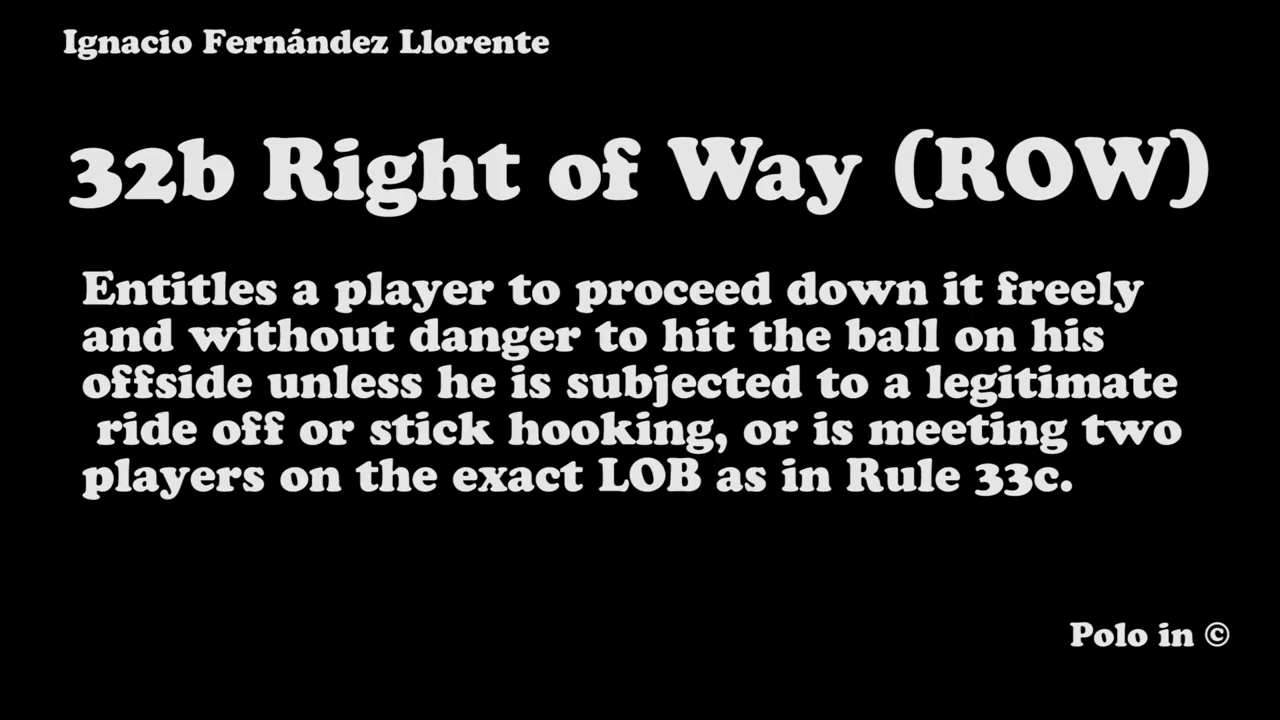 Ignacio Fernández Llorente
32b Right of Way (ROW)
Entitles a player to proceed down it freely
and without danger to hit the ball on his
offside unless he is subjected to a legitimate
ride off or stick hooking, or is meeting two
players on the exact LOB as in Rule 33c.
Polo in ©